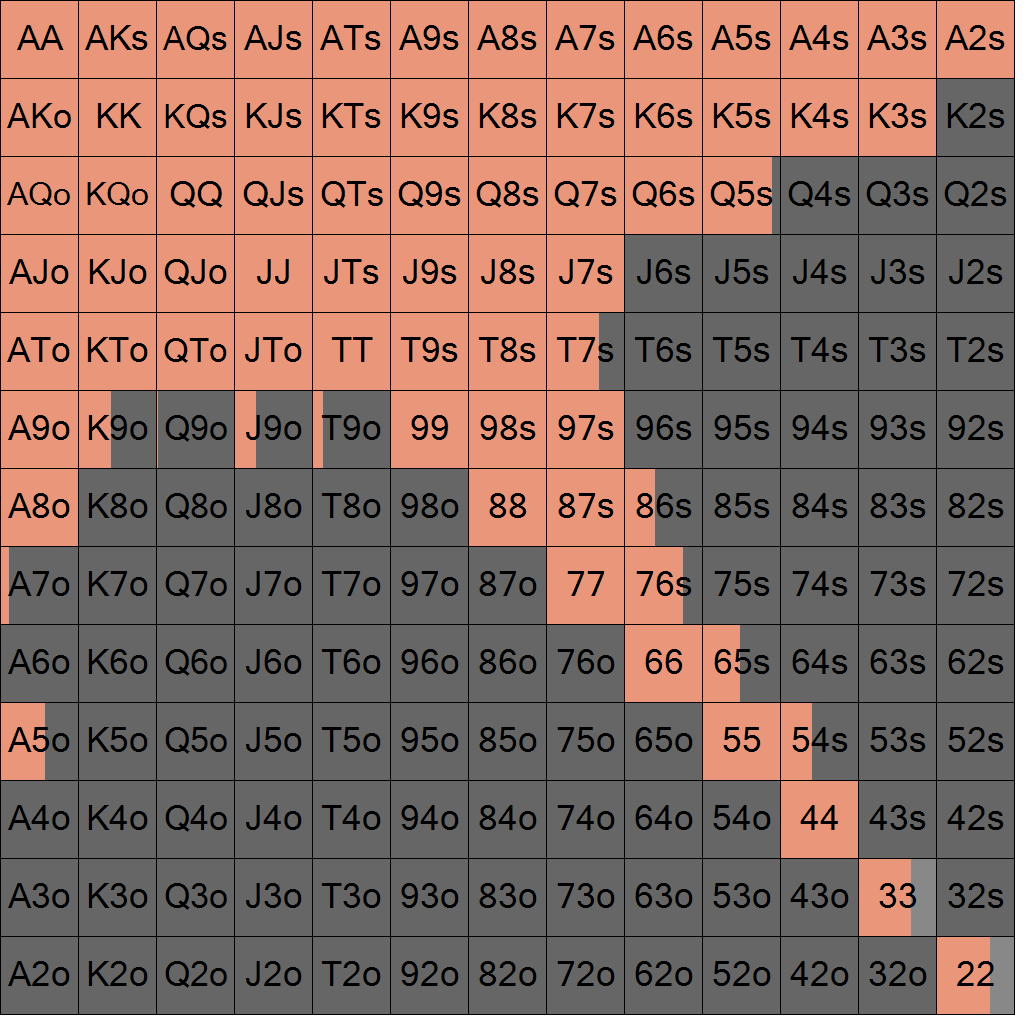 AA AKs AQs AJs ATs A9s A8s A7s A6s A5s A4s A3s A2s
AKo KK KQs KJs KTs K9s K8s K7s K6s K5s K4s K3s K2s
AQo KQo QQ QJs QTs Q9s Q8s Q7s Q6s Q5s Q4s Q3s Q2s
AJo KJo QJo JJ JTs J9s J8s J7s J6s J5s J4s J3s J2s
ATo KTo QTo JTo TT T9s T8s T7s T6s T5s T4s T3s T2s
A9o K9o Q9o J9o T9o 99 98s 97s 96s 95s 94s 93s 92s
A8o K8o Q8o J8o T8o 98o 88 87s 86s 85s 84s 83s 82s
A7o K7o Q7o J7o T7o 97o 87o 77 76s 75s 74s 73s 72s
A6o K6o Q6o J6o T6o 96o 86o 76o 66 65s 64s 63s 62s
A5o K5o Q5o J5o T5o 95o 85o 75o 65o 55 54s 53s 52s
A4o K4o Q4o J4o T4o 94o 84o 74o 64o 54o 44 43s 42s
A3o K3o Q3o J3o T3o 93o 83o 73o 63o 53o 43o 33 32s
A2o K2o Q2o J2o T2o 92o 82o 72o 62o 52o 42o 32o 22